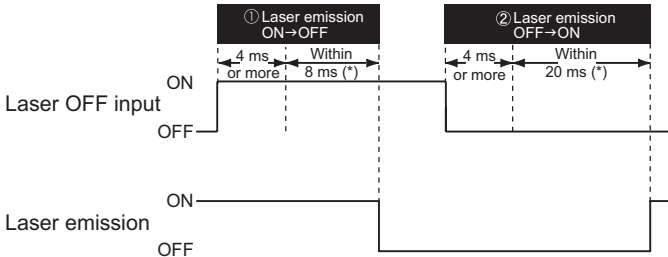 ①Laser emission
ON→OFF
②Laser emission
OFF→ON
4 ms
or more
Within
8 ms (*)
4 ms
or more
Within
20 ms (*)
Laser OFF input
ON
OFF
Laser emission
ON
OFF